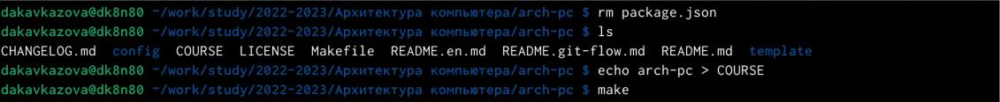 dakavkazova@dk8n80 ~/work/study/2022-2023/Архитектура компьютера/arch-pc $ rm package.json
dakavkazova@dk8n80 ~/work/study/2022-2023/Архитектура компьютера/arch-pc $ ls
CHANGELOG.md config COURSE LICENSE Makefile README.en.md README.git-flow.md README.md template
dakavkazova@dk8n80 ~/work/study/2022-2023/Архитектура компьютера/arch-pc $ echo arch-pc > COURSE
dakavkazova@dk8n80 ~/work/study/2022-2023/Архитектура компьютера/arch-pc $ make